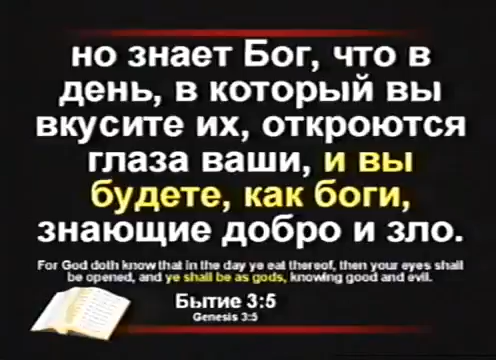 но знает Бог, что в
день, в который вы
вкусите их, откроются
глаза ваши, и вы
будете, как боги,
знающие добро и зло.
For God doth know that in the day ye eat thereof, then your eyes shall
be opened, and ye shall be as gods, knowing good and evil.
Бытие 3:5
Genesis 3:5